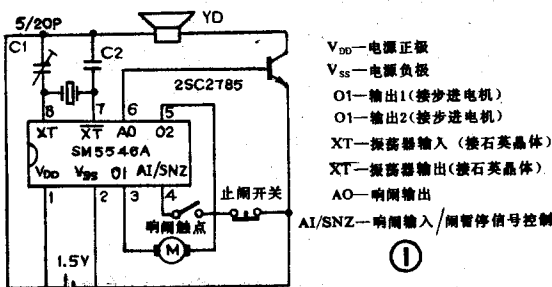 5/20P
YD
C1
C2
2SC2785
8 7 6 5
XT XT AO O2
SM5546A
VDD VSS O1 AI/SNZ
1 2 3 4
止闹开关
响闹触点
M
1.5V
VDD—电源正极
VSS—电源负极
O1—输出1(接步进电机)
O1—输出2(接步进电机)
XT—振荡器输入（接石英晶体）
XT—振荡器输出(接石英晶体)
AO—响闹输出
AI/SNZ—响闹输入/闹暂停信号控制
①